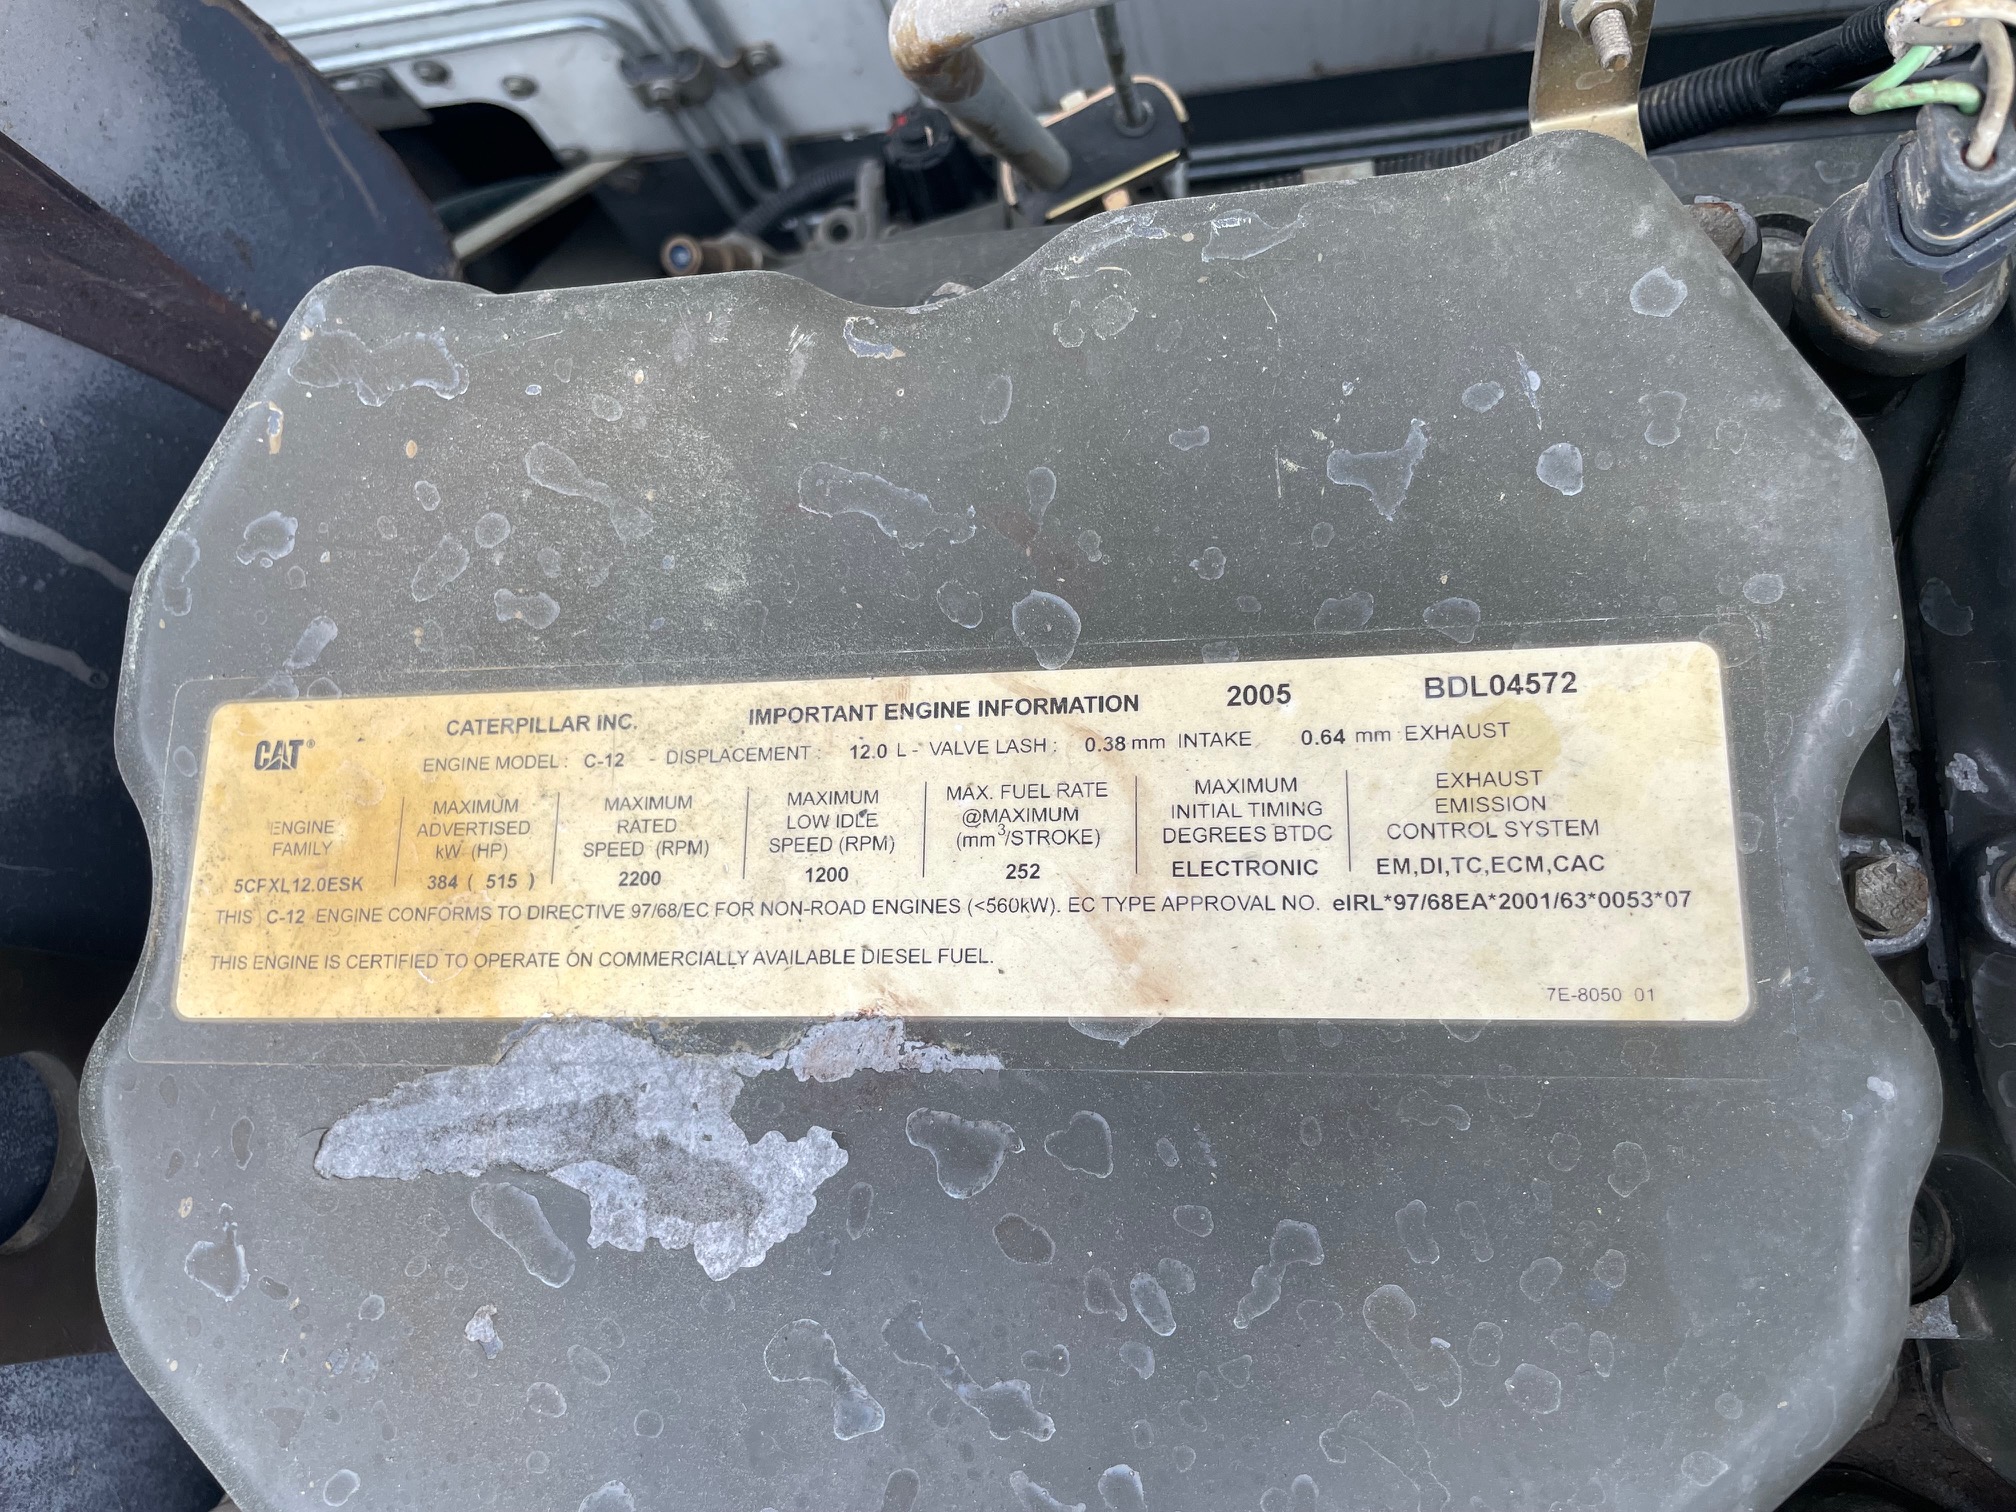 CATERPILLAR INC. IMPORTANT ENGINE INFORMATION 2005 BDL04572
CAT®
ENGINE MODEL: C-12 - DISPLACEMENT: 12.0 L - VALVE LASH: 0.38 mm INTAKE 0.64 mm EXHAUST
ENGINE
FAMILY
5CPXL12.0ESK
MAXIMUM
ADVERTISED
kW (HP)
384 ( 515 )
MAXIMUM
RATED
SPEED (RPM)
2200
MAXIMUM
LOW IDLE
SPEED (RPM)
1200
MAX. FUEL RATE
@MAXIMUM
(mm³/STROKE)
252
MAXIMUM
INITIAL TIMING
DEGREES BTDC
ELECTRONIC
EXHAUST
EMISSION
CONTROL SYSTEM
EM,DI,TC,ECM,CAC
THIS C-12 ENGINE CONFORMS TO DIRECTIVE 97/68/EC FOR NON-ROAD ENGINES (<560kW). EC TYPE APPROVAL NO. eIRL*97/68EA*2001/63*0053*07
THIS ENGINE IS CERTIFIED TO OPERATE ON COMMERCIALLY AVAILABLE DIESEL FUEL.
7E-8050 01